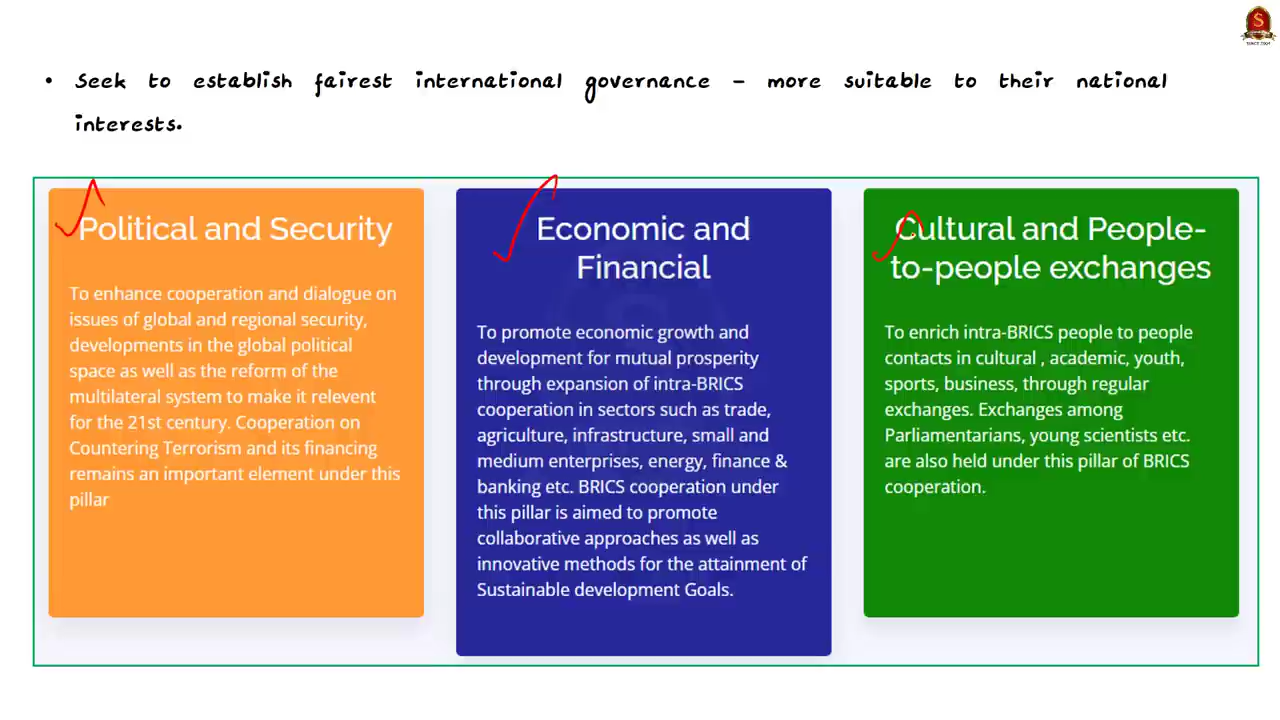 S
SINCE 2004
• Seek to establish fairest international governance – more suitable to their national
interests.
Political and Security
To enhance cooperation and dialogue on
issues of global and regional security,
developments in the global political
space as well as the reform of the
multilateral system to make it relevent
for the 21st century. Cooperation on
Countering Terrorism and its financing
remains an important element under this
pillar
Economic and
Financial
To promote economic growth and
development for mutual prosperity
through expansion of intra-BRICS
cooperation in sectors such as trade,
agriculture, infrastructure, small and
medium enterprises, energy, finance &
banking etc. BRICS cooperation under
this pillar is aimed to promote
collaborative approaches as well as
innovative methods for the attainment of
Sustainable development Goals.
Cultural and People-
to-people exchanges
To enrich intra-BRICS people to people
contacts in cultural , academic, youth,
sports, business, through regular
exchanges. Exchanges among
Parliamentarians, young scientists etc.
are also held under this pillar of BRICS
cooperation.